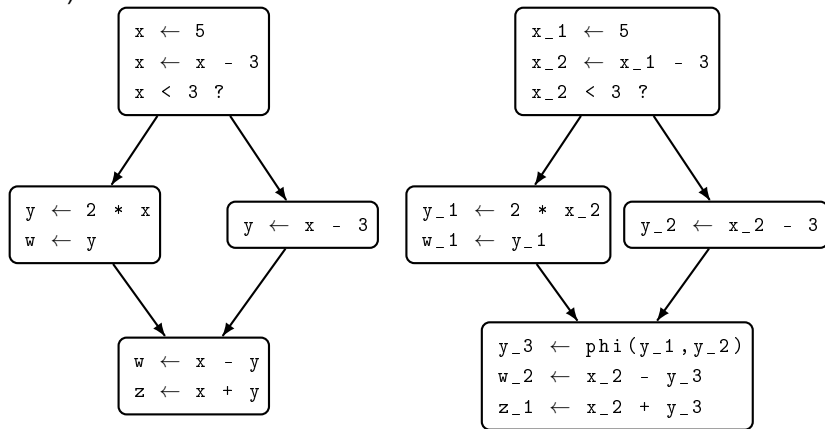 x ← 5
x ← x - 3
x < 3 ?
y ← 2 * x
w ← y
y ← x - 3
w ← x - y
z ← x + y
x_1 ← 5
x_2 ← x_1 - 3
x_2 < 3 ?
y_1 ← 2 * x_2
w_1 ← y_1
y_2 ← x_2 - 3
y_3 ← phi(y_1,y_2)
w_2 ← x_2 - y_3
z_1 ← x_2 + y_3